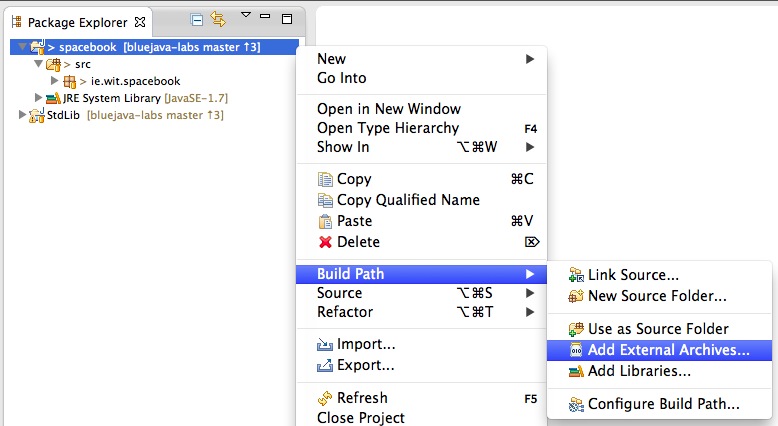 Package Explorer
> spacebook [bluejava-labs master ↑3]
> src
> ie.wit.spacebook
JRE System Library [JavaSE-1.7]
StdLib [bluejava-labs master ↑3]
New
Go Into
Open in New Window
Open Type Hierarchy F4
Show In ⌥⌘W
Copy ⌘C
Copy Qualified Name
Paste ⌘V
Delete ⌦
Build Path
Source ⌥⌘S
Refactor ⌥⌘T
Import...
Export...
Refresh F5
Close Project
Link Source...
New Source Folder...
Use as Source Folder
Add External Archives...
Add Libraries...
Configure Build Path...